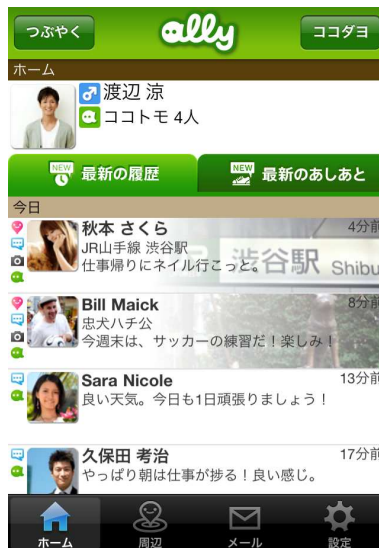 つぶやく
ally
ココダヨ
ホーム
渡辺 涼
ココトモ 4人
NEW
最新の履歴
NEW
最新のあしあと
今日
秋本 さくら
4分前
JR山手線 渋谷駅
仕事帰りにネイル行こっと。
渋谷駅 Shibu
Bill Maick
8分前
忠犬ハチ公
今週末は、サッカーの練習だ！楽しみ！
Sara Nicole
13分前
良い天気。今日も1日頑張りましょう！
久保田 考治
17分前
やっぱり朝は仕事が捗る！良い感じ。
ホーム
周辺
メール
設定